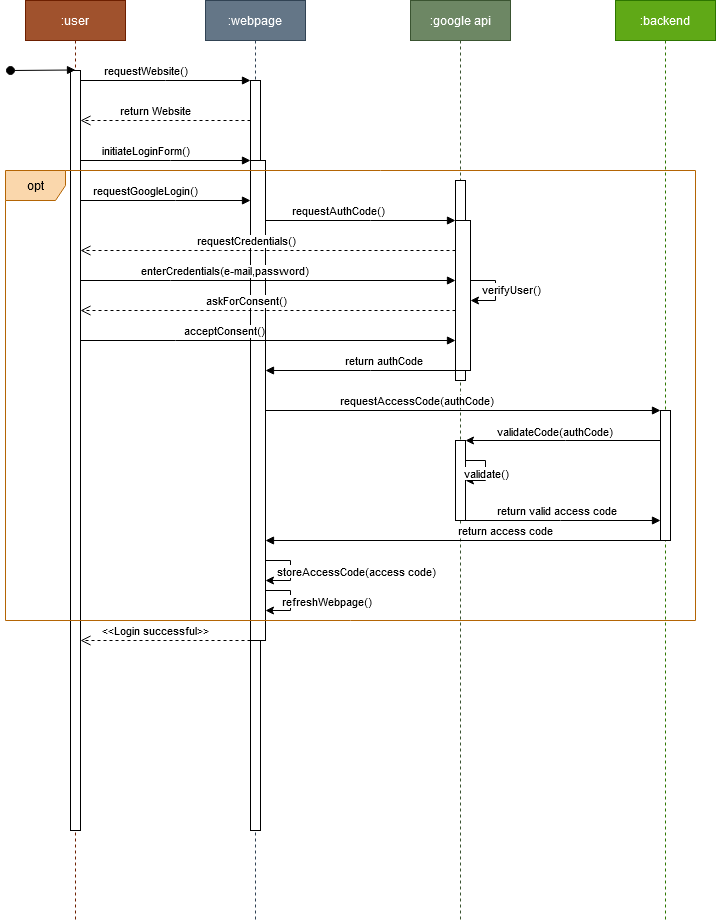 :user
:webpage
:google api
:backend
requestWebsite()
return Website
initiateLoginForm()
opt
requestGoogleLogin()
requestAuthCode()
requestCredentials()
enterCredentials(e-mail,password)
verifyUser()
askForConsent()
acceptConsent()
return authCode
requestAccessCode(authCode)
validateCode(authCode)
validate()
return valid access code
return access code
storeAccessCode(access code)
refreshWebpage()
<<Login successful>>